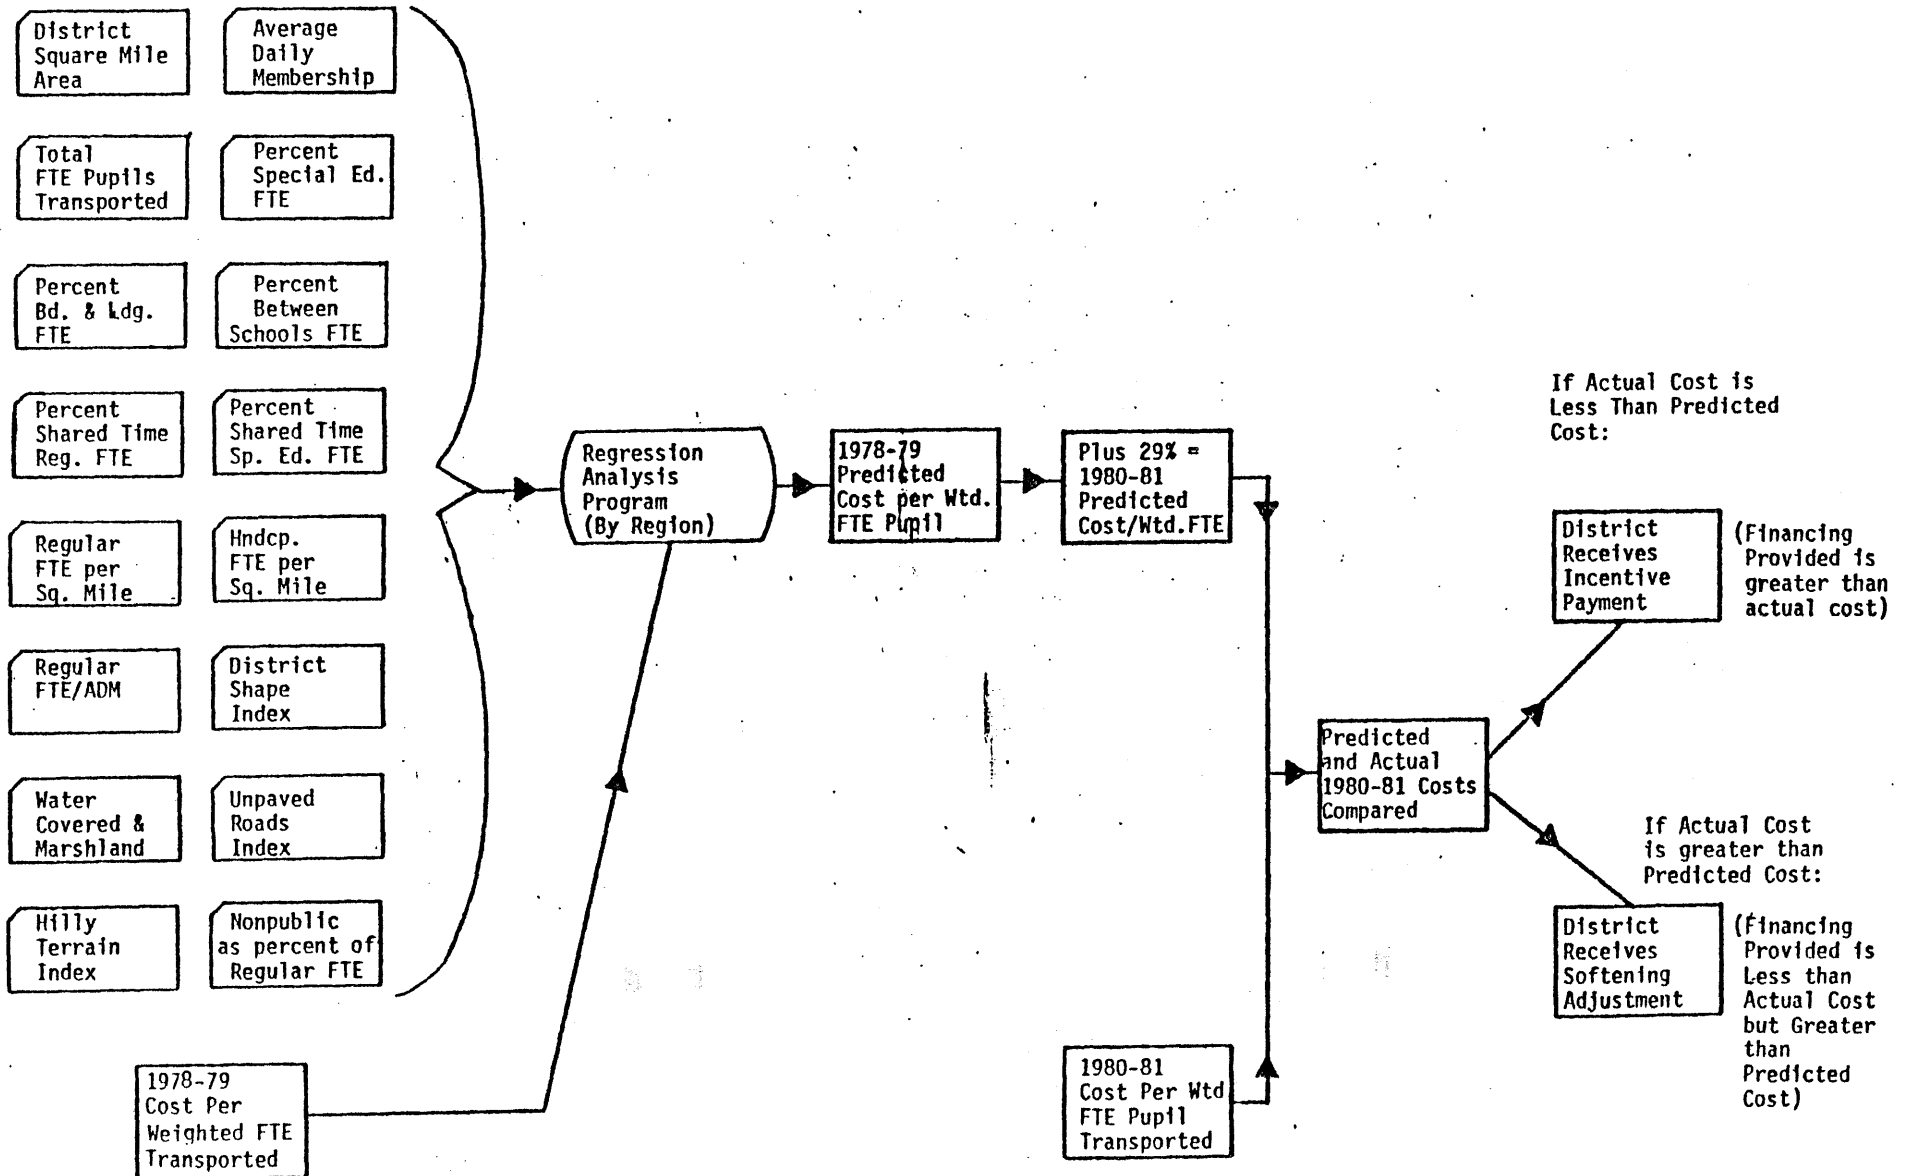 District
Square Mile
Area
Average
Daily
Membership
Total
FTE Pupils
Transported
Percent
Special Ed.
FTE
Percent
Bd. & Ldg.
FTE
Percent
Between
Schools FTE
Percent
Shared Time
Reg. FTE
Percent
Shared Time
Sp. Ed. FTE
Regular
FTE per
Sq. Mile
Hndcp.
FTE per
Sq. Mile
Regular
FTE/ADM
District
Shape
Index
Water
Covered &
Marshland
Unpaved
Roads
Index
Hilly
Terrain
Index
Nonpublic
as percent of
Regular FTE
1978-79
Cost Per
Weighted FTE
Transported
Regression
Analysis
Program
(By Region)
1978-79
Predicted
Cost per Wtd.
FTE Pupil
Plus 29% =
1980-81
Predicted
Cost/Wtd.FTE
1980-81
Cost Per Wtd
FTE Pupil
Transported
Predicted
and Actual
1980-81 Costs
Compared
If Actual Cost is
Less Than Predicted
Cost:
District
Receives
Incentive
Payment
(Financing
Provided is
greater than
actual cost)
If Actual Cost
is greater than
Predicted Cost:
District
Receives
Softening
Adjustment
(Financing
Provided is
Less than
Actual Cost
but Greater
than
Predicted
Cost)